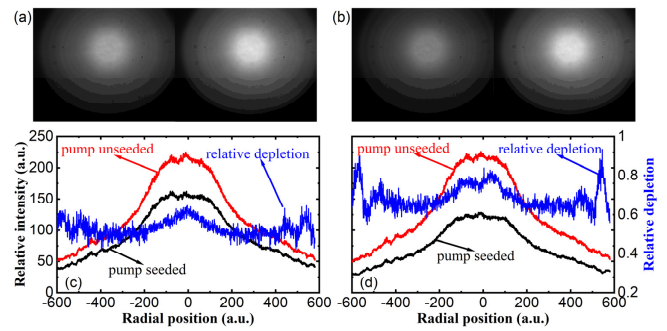 (a)
(b)
250
200
150
100
50
0
Relative intensity (a.u.)
pump unseeded
relative depletion
pump seeded
(c)
-600 -400 -200 0 200 400 600
Radial position (a.u.)
pump unseeded
relative depletion
pump seeded
(d)
-600 -400 -200 0 200 400 600
Radial position (a.u.)
1
0.8
0.6
0.4
0.2
Relative depletion